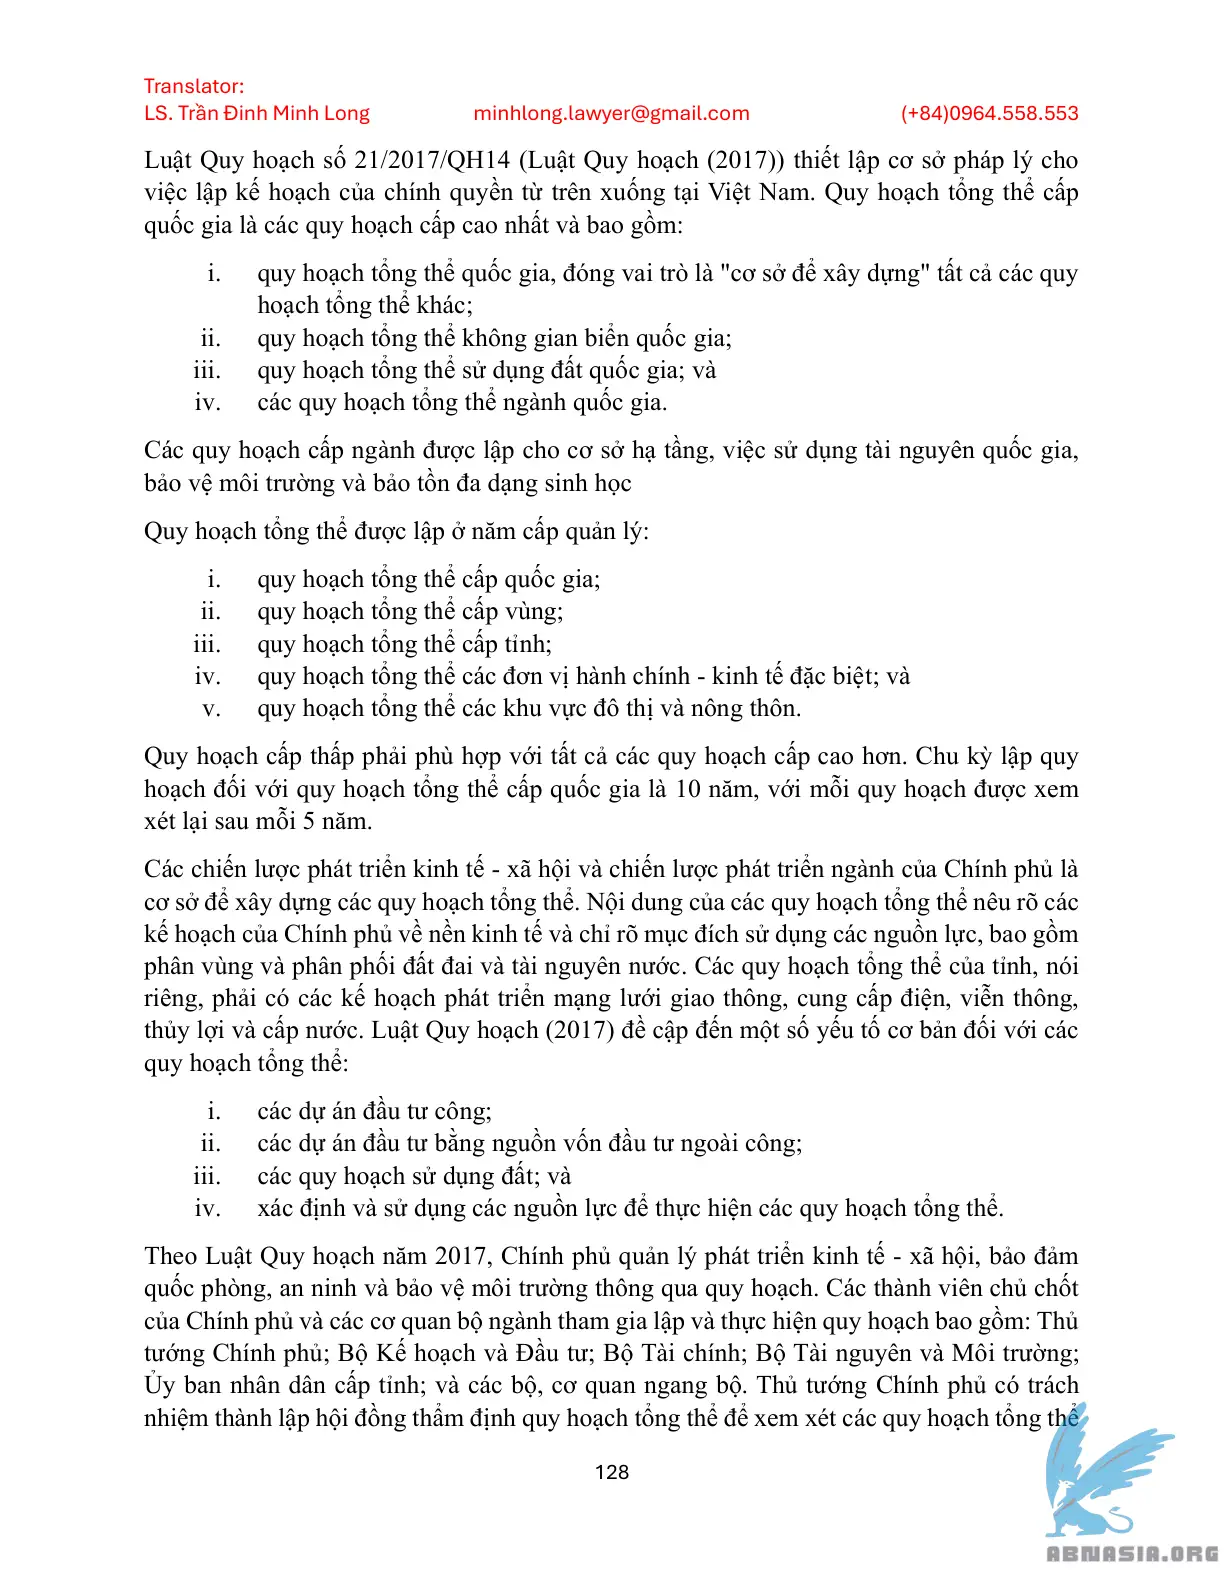 Translator:
LS. Trần Đình Minh Long minhlong.lawyer@gmail.com (+84)0964.558.553
Luật Quy hoạch số 21/2017/QH14 (Luật Quy hoạch (2017)) thiết lập cơ sở pháp lý cho
việc lập kế hoạch của chính quyền từ trên xuống tại Việt Nam. Quy hoạch tổng thể cấp
quốc gia là các quy hoạch cấp cao nhất và bao gồm:
i. quy hoạch tổng thể quốc gia, đóng vai trò là "cơ sở để xây dựng" tất cả các quy
hoạch tổng thể khác;
ii. quy hoạch tổng thể không gian biển quốc gia;
iii. quy hoạch tổng thể sử dụng đất quốc gia; và
iv. các quy hoạch tổng thể ngành quốc gia.
Các quy hoạch cấp ngành được lập cho cơ sở hạ tầng, việc sử dụng tài nguyên quốc gia,
bảo vệ môi trường và bảo tồn đa dạng sinh học
Quy hoạch tổng thể được lập ở năm cấp quản lý:
i. quy hoạch tổng thể cấp quốc gia;
ii. quy hoạch tổng thể cấp vùng;
iii. quy hoạch tổng thể cấp tỉnh;
iv. quy hoạch tổng thể các đơn vị hành chính - kinh tế đặc biệt; và
v. quy hoạch tổng thể các khu vực đô thị và nông thôn.
Quy hoạch cấp thấp phải phù hợp với tất cả các quy hoạch cấp cao hơn. Chu kỳ lập quy
hoạch đối với quy hoạch tổng thể cấp quốc gia là 10 năm, với mỗi quy hoạch được xem
xét lại sau mỗi 5 năm.
Các chiến lược phát triển kinh tế - xã hội và chiến lược phát triển ngành của Chính phủ là
cơ sở để xây dựng các quy hoạch tổng thể. Nội dung của các quy hoạch tổng thể nêu rõ các
kế hoạch của Chính phủ về nền kinh tế và chỉ rõ mục đích sử dụng các nguồn lực, bao gồm
phân vùng và phân phối đất đai và tài nguyên nước. Các quy hoạch tổng thể của tỉnh, nói
riêng, phải có các kế hoạch phát triển mạng lưới giao thông, cung cấp điện, viễn thông,
thủy lợi và cấp nước. Luật Quy hoạch (2017) đề cập đến một số yếu tố cơ bản đối với các
quy hoạch tổng thể:
i. các dự án đầu tư công;
ii. các dự án đầu tư bằng nguồn vốn đầu tư ngoài công;
iii. các quy hoạch sử dụng đất; và
iv. xác định và sử dụng các nguồn lực để thực hiện các quy hoạch tổng thể.
Theo Luật Quy hoạch năm 2017, Chính phủ quản lý phát triển kinh tế - xã hội, bảo đảm
quốc phòng, an ninh và bảo vệ môi trường thông qua quy hoạch. Các thành viên chủ chốt
của Chính phủ và các cơ quan bộ ngành tham gia lập và thực hiện quy hoạch bao gồm: Thủ
tướng Chính phủ; Bộ Kế hoạch và Đầu tư; Bộ Tài chính; Bộ Tài nguyên và Môi trường;
Ủy ban nhân dân cấp tỉnh; và các bộ, cơ quan ngang bộ. Thủ tướng Chính phủ có trách
nhiệm thành lập hội đồng thẩm định quy hoạch tổng thể để xem xét các quy hoạch tổng thể
128
ABNASIA.ORG